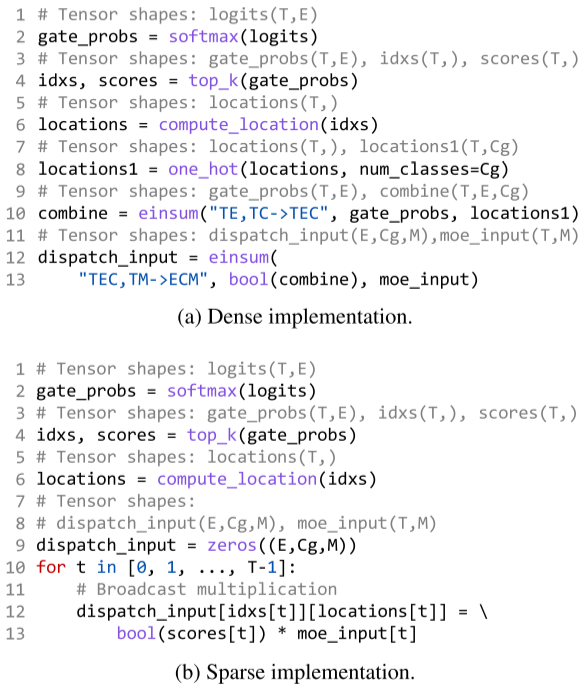 1 # Tensor shapes: logits(T,E)
2 gate_probs = softmax(logits)
3 # Tensor shapes: gate_probs(T,E), idxs(T,), scores(T,)
4 idxs, scores = top_k(gate_probs)
5 # Tensor shapes: locations(T,)
6 locations = compute_location(idxs)
7 # Tensor shapes: locations(T,), locations1(T,Cg)
8 locations1 = one_hot(locations, num_classes=Cg)
9 # Tensor shapes: gate_probs(T,E), combine(T,E,Cg)
10 combine = einsum("TE,TC->TEC", gate_probs, locations1)
11 # Tensor shapes: dispatch_input(E,Cg,M),moe_input(T,M)
12 dispatch_input = einsum(
13 "TEC,TM->ECM", bool(combine), moe_input)
(a) Dense implementation.
1 # Tensor shapes: logits(T,E)
2 gate_probs = softmax(logits)
3 # Tensor shapes: gate_probs(T,E), idxs(T,), scores(T,)
4 idxs, scores = top_k(gate_probs)
5 # Tensor shapes: locations(T,)
6 locations = compute_location(idxs)
7 # Tensor shapes:
8 # dispatch_input(E,Cg,M), moe_input(T,M)
9 dispatch_input = zeros((E,Cg,M))
10 for t in [0, 1, ..., T-1]:
11 # Broadcast multiplication
12 dispatch_input[idxs[t]][locations[t]] = \
13 bool(scores[t]) * moe_input[t]
(b) Sparse implementation.